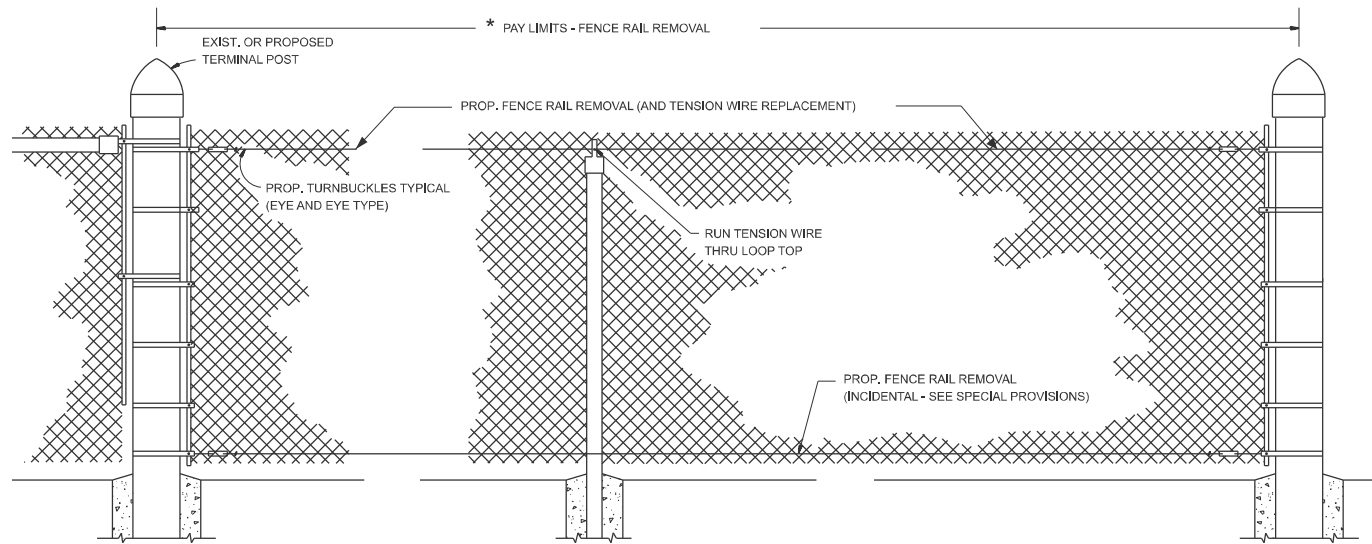 * PAY LIMITS - FENCE RAIL REMOVAL
EXIST. OR PROPOSED
TERMINAL POST
PROP. FENCE RAIL REMOVAL (AND TENSION WIRE REPLACEMENT)
PROP. TURNBUCKLES TYPICAL
(EYE AND EYE TYPE)
RUN TENSION WIRE
THRU LOOP TOP
PROP. FENCE RAIL REMOVAL
(INCIDENTAL - SEE SPECIAL PROVISIONS)